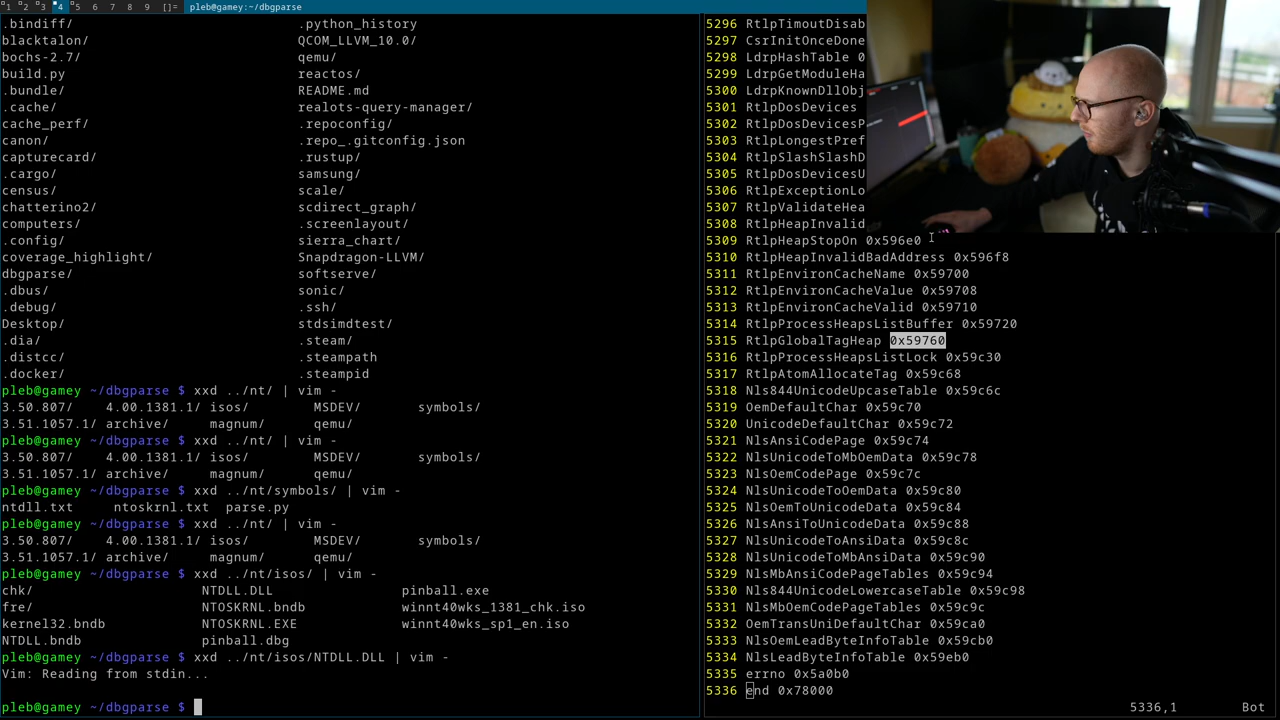 1 2 3 4 5 6 7 8 9 []= pleb@gamey:~/dbgparse
.bindiff/ .python_history
blacktalon/ QCOM_LLVM_10.0/
bochs-2.7/ qemu/
build.py reactos/
.bundle/ README.md
.cache/ realots-query-manager/
cache_perf/ .repoconfig/
canon/ .repo_.gitconfig.json
capturecard/ .rustup/
.cargo/ samsung/
census/ scale/
chatterino2/ scdirect_graph/
computers/ .screenlayout/
.config/ sierra_chart/
coverage_highlight/ Snapdragon-LLVM/
dbgparse/ softserve/
.dbus/ sonic/
.debug/ .ssh/
Desktop/ stdsimdtest/
.dia/ .steam/
.distcc/ .steampath
.docker/ .steampid
pleb@gamey ~/dbgparse $ xxd ../nt/ | vim -
3.50.807/ 4.00.1381.1/ isos/ MSDEV/ symbols/
3.51.1057.1/ archive/ magnum/ qemu/
pleb@gamey ~/dbgparse $ xxd ../nt/ | vim -
3.50.807/ 4.00.1381.1/ isos/ MSDEV/ symbols/
3.51.1057.1/ archive/ magnum/ qemu/
pleb@gamey ~/dbgparse $ xxd ../nt/symbols/ | vim -
ntdll.txt ntoskrnl.txt parse.py
pleb@gamey ~/dbgparse $ xxd ../nt/ | vim -
3.50.807/ 4.00.1381.1/ isos/ MSDEV/ symbols/
3.51.1057.1/ archive/ magnum/ qemu/
pleb@gamey ~/dbgparse $ xxd ../nt/isos/ | vim -
chk/ NTDLL.DLL pinball.exe
fre/ NTOSKRNL.bndb winnt40wks_1381_chk.iso
kernel32.bndb NTOSKRNL.EXE winnt40wks_sp1_en.iso
NTDLL.bndb pinball.dbg
pleb@gamey ~/dbgparse $ xxd ../nt/isos/NTDLL.DLL | vim -
Vim: Reading from stdin...
pleb@gamey ~/dbgparse $
5296 RtlpTimoutDisab
5297 CsrInitOnceDone
5298 LdrpHashTable 0
5299 LdrpGetModuleHa
5300 LdrpKnownDllObj
5301 RtlpDosDevices
5302 RtlpDosDevicesP
5303 RtlpLongestPref
5304 RtlpSlashSlashD
5305 RtlpDosDevicesU
5306 RtlpExceptionLo
5307 RtlpValidateHea
5308 RtlpHeapInvalid
5309 RtlpHeapStopOn 0x596e0
5310 RtlpHeapInvalidBadAddress 0x596f8
5311 RtlpEnvironCacheName 0x59700
5312 RtlpEnvironCacheValue 0x59708
5313 RtlpEnvironCacheValid 0x59710
5314 RtlpProcessHeapsListBuffer 0x59720
5315 RtlpGlobalTagHeap 0x59760
5316 RtlpProcessHeapsListLock 0x59c30
5317 RtlpAtomAllocateTag 0x59c68
5318 Nls844UnicodeUpcaseTable 0x59c6c
5319 OemDefaultChar 0x59c70
5320 UnicodeDefaultChar 0x59c72
5321 NlsAnsiCodePage 0x59c74
5322 NlsUnicodeToMbOemData 0x59c78
5323 NlsOemCodePage 0x59c7c
5324 NlsUnicodeToOemData 0x59c80
5325 NlsOemToUnicodeData 0x59c84
5326 NlsAnsiToUnicodeData 0x59c88
5327 NlsUnicodeToAnsiData 0x59c8c
5328 NlsUnicodeToMbAnsiData 0x59c90
5329 NlsMbAnsiCodePageTables 0x59c94
5330 Nls844UnicodeLowercaseTable 0x59c98
5331 NlsMbOemCodePageTables 0x59c9c
5332 OemTransUniDefaultChar 0x59ca0
5333 NlsOemLeadByteInfoTable 0x59cb0
5334 NlsLeadByteInfoTable 0x59eb0
5335 errno 0x5a0b0
5336 end 0x78000
5336,1 Bot